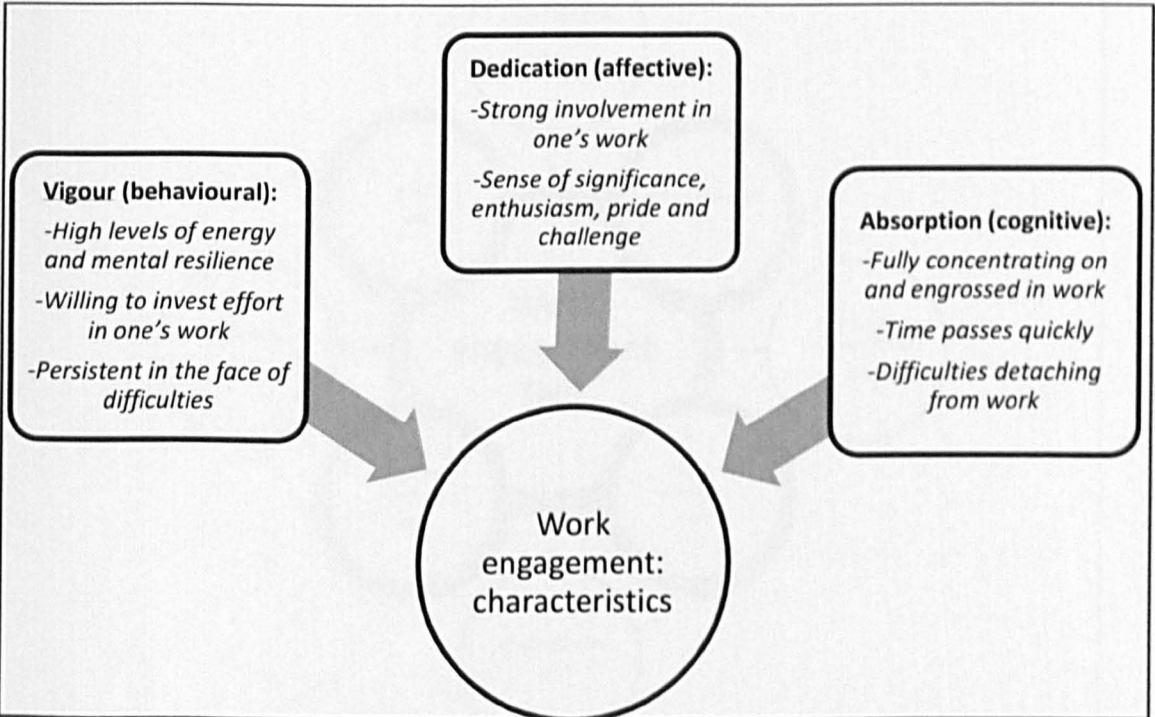 Dedication (affective):
-Strong involvement in
one's work
-Sense of significance,
enthusiasm, pride and
challenge
Vigour (behavioural):
-High levels of energy
and mental resilience
-Willing to invest effort
in one's work
-Persistent in the face of
difficulties
Absorption (cognitive):
-Fully concentrating on
and engrossed in work
-Time passes quickly
-Difficulties detaching
from work
Work
engagement:
characteristics